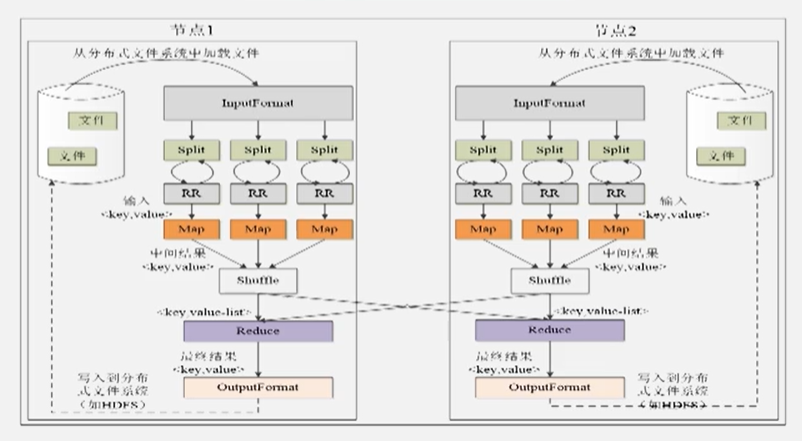 节点1
从分布式文件系统中加载文件
InputFormat
文件
文件
Split
Split
Split
RR
RR
RR
输入
<key,value>
Map
Map
Map
中间结果
<key,value>
Shuffle
<key,value-list>
Reduce
最终结果
<key,value>
OutputFormat
写入到分布
式文件系统
（如HDFS）
节点2
从分布式文件系统中加载文件
InputFormat
文件
文件
Split
Split
Split
RR
RR
RR
输入
<key,value>
Map
Map
Map
中间结果
<key,value>
Shuffle
<key,value-list>
Reduce
最终结果
<key,value>
OutputFormat
写入到分布
式文件系统
（如HDFS）